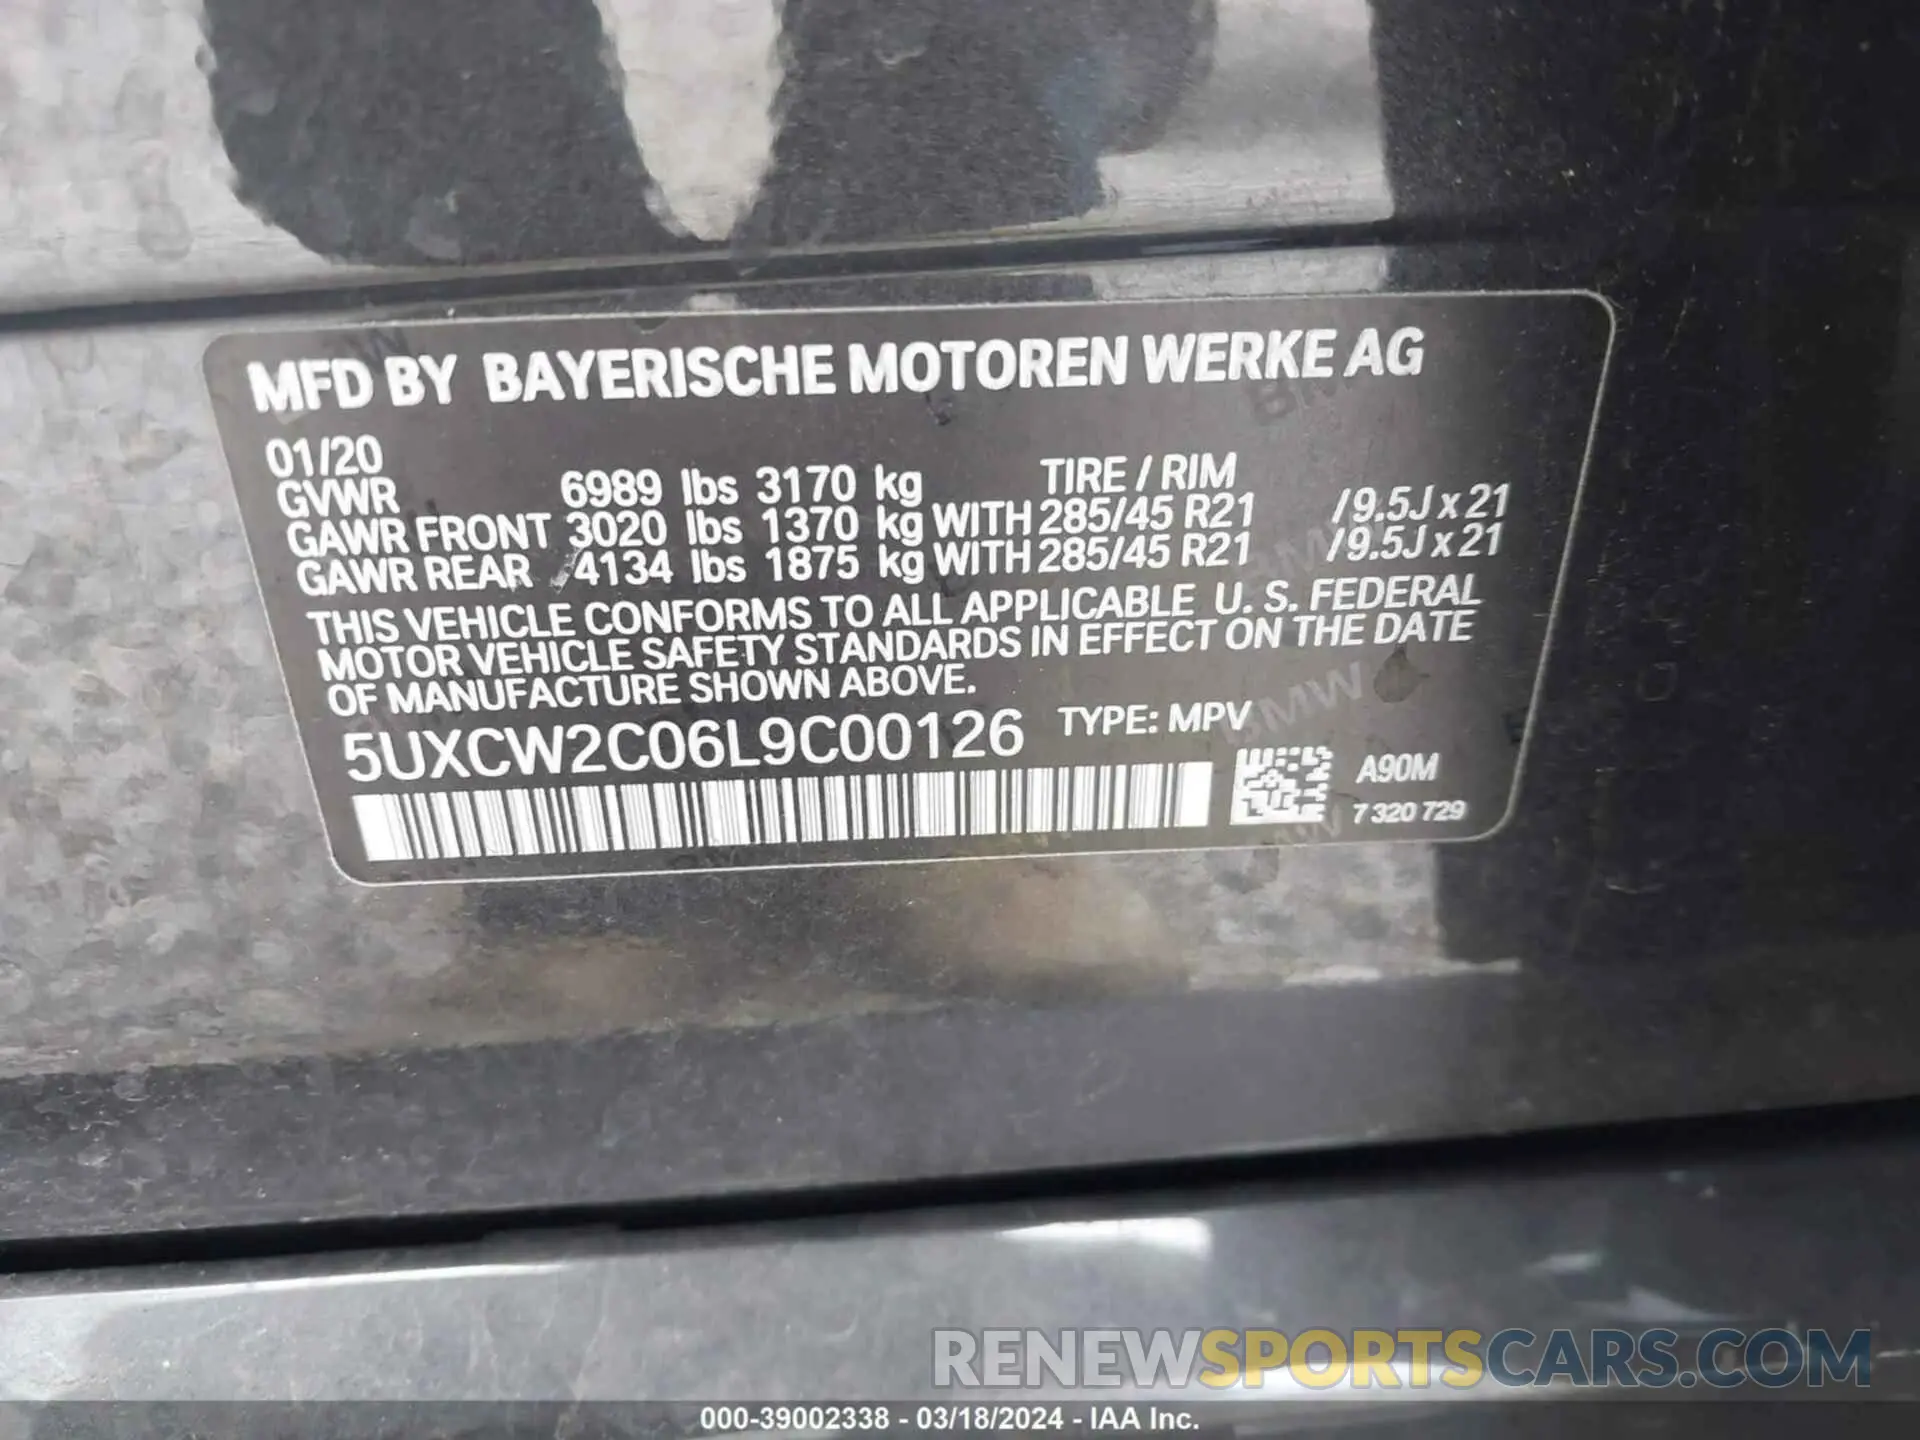 MFD BY BAYERISCHE MOTOREN WERKE AG
01/20 TIRE / RIM
GVWR 6989 lbs 3170 kg
GAWR FRONT 3020 lbs 1370 kg WITH 285/45 R21 /9.5J x 21
GAWR REAR 4134 lbs 1875 kg WITH 285/45 R21 /9.5J x 21
THIS VEHICLE CONFORMS TO ALL APPLICABLE U. S. FEDERAL
MOTOR VEHICLE SAFETY STANDARDS IN EFFECT ON THE DATE
OF MANUFACTURE SHOWN ABOVE.
5UXCW2C06L9C00126 TYPE: MPV
A90M
7 320 729
RENEWSPORTSCARS.COM
000-39002338 - 03/18/2024 - IAA Inc.